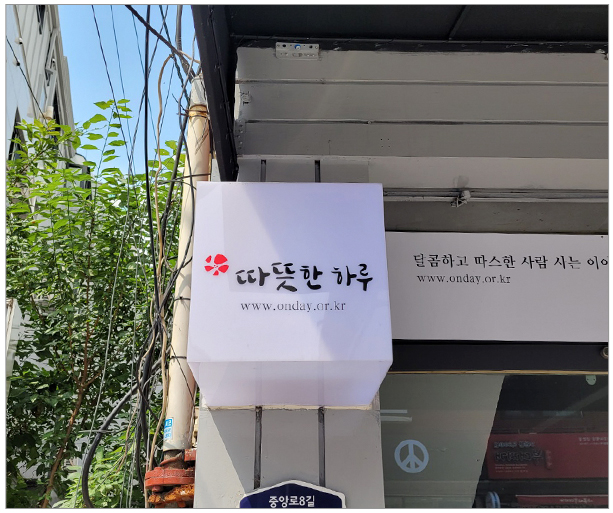 따뜻한 하루
www.onday.or.kr
달콤하고 따스한 사람 사는 이야
www.onday.or.kr
중앙로8길